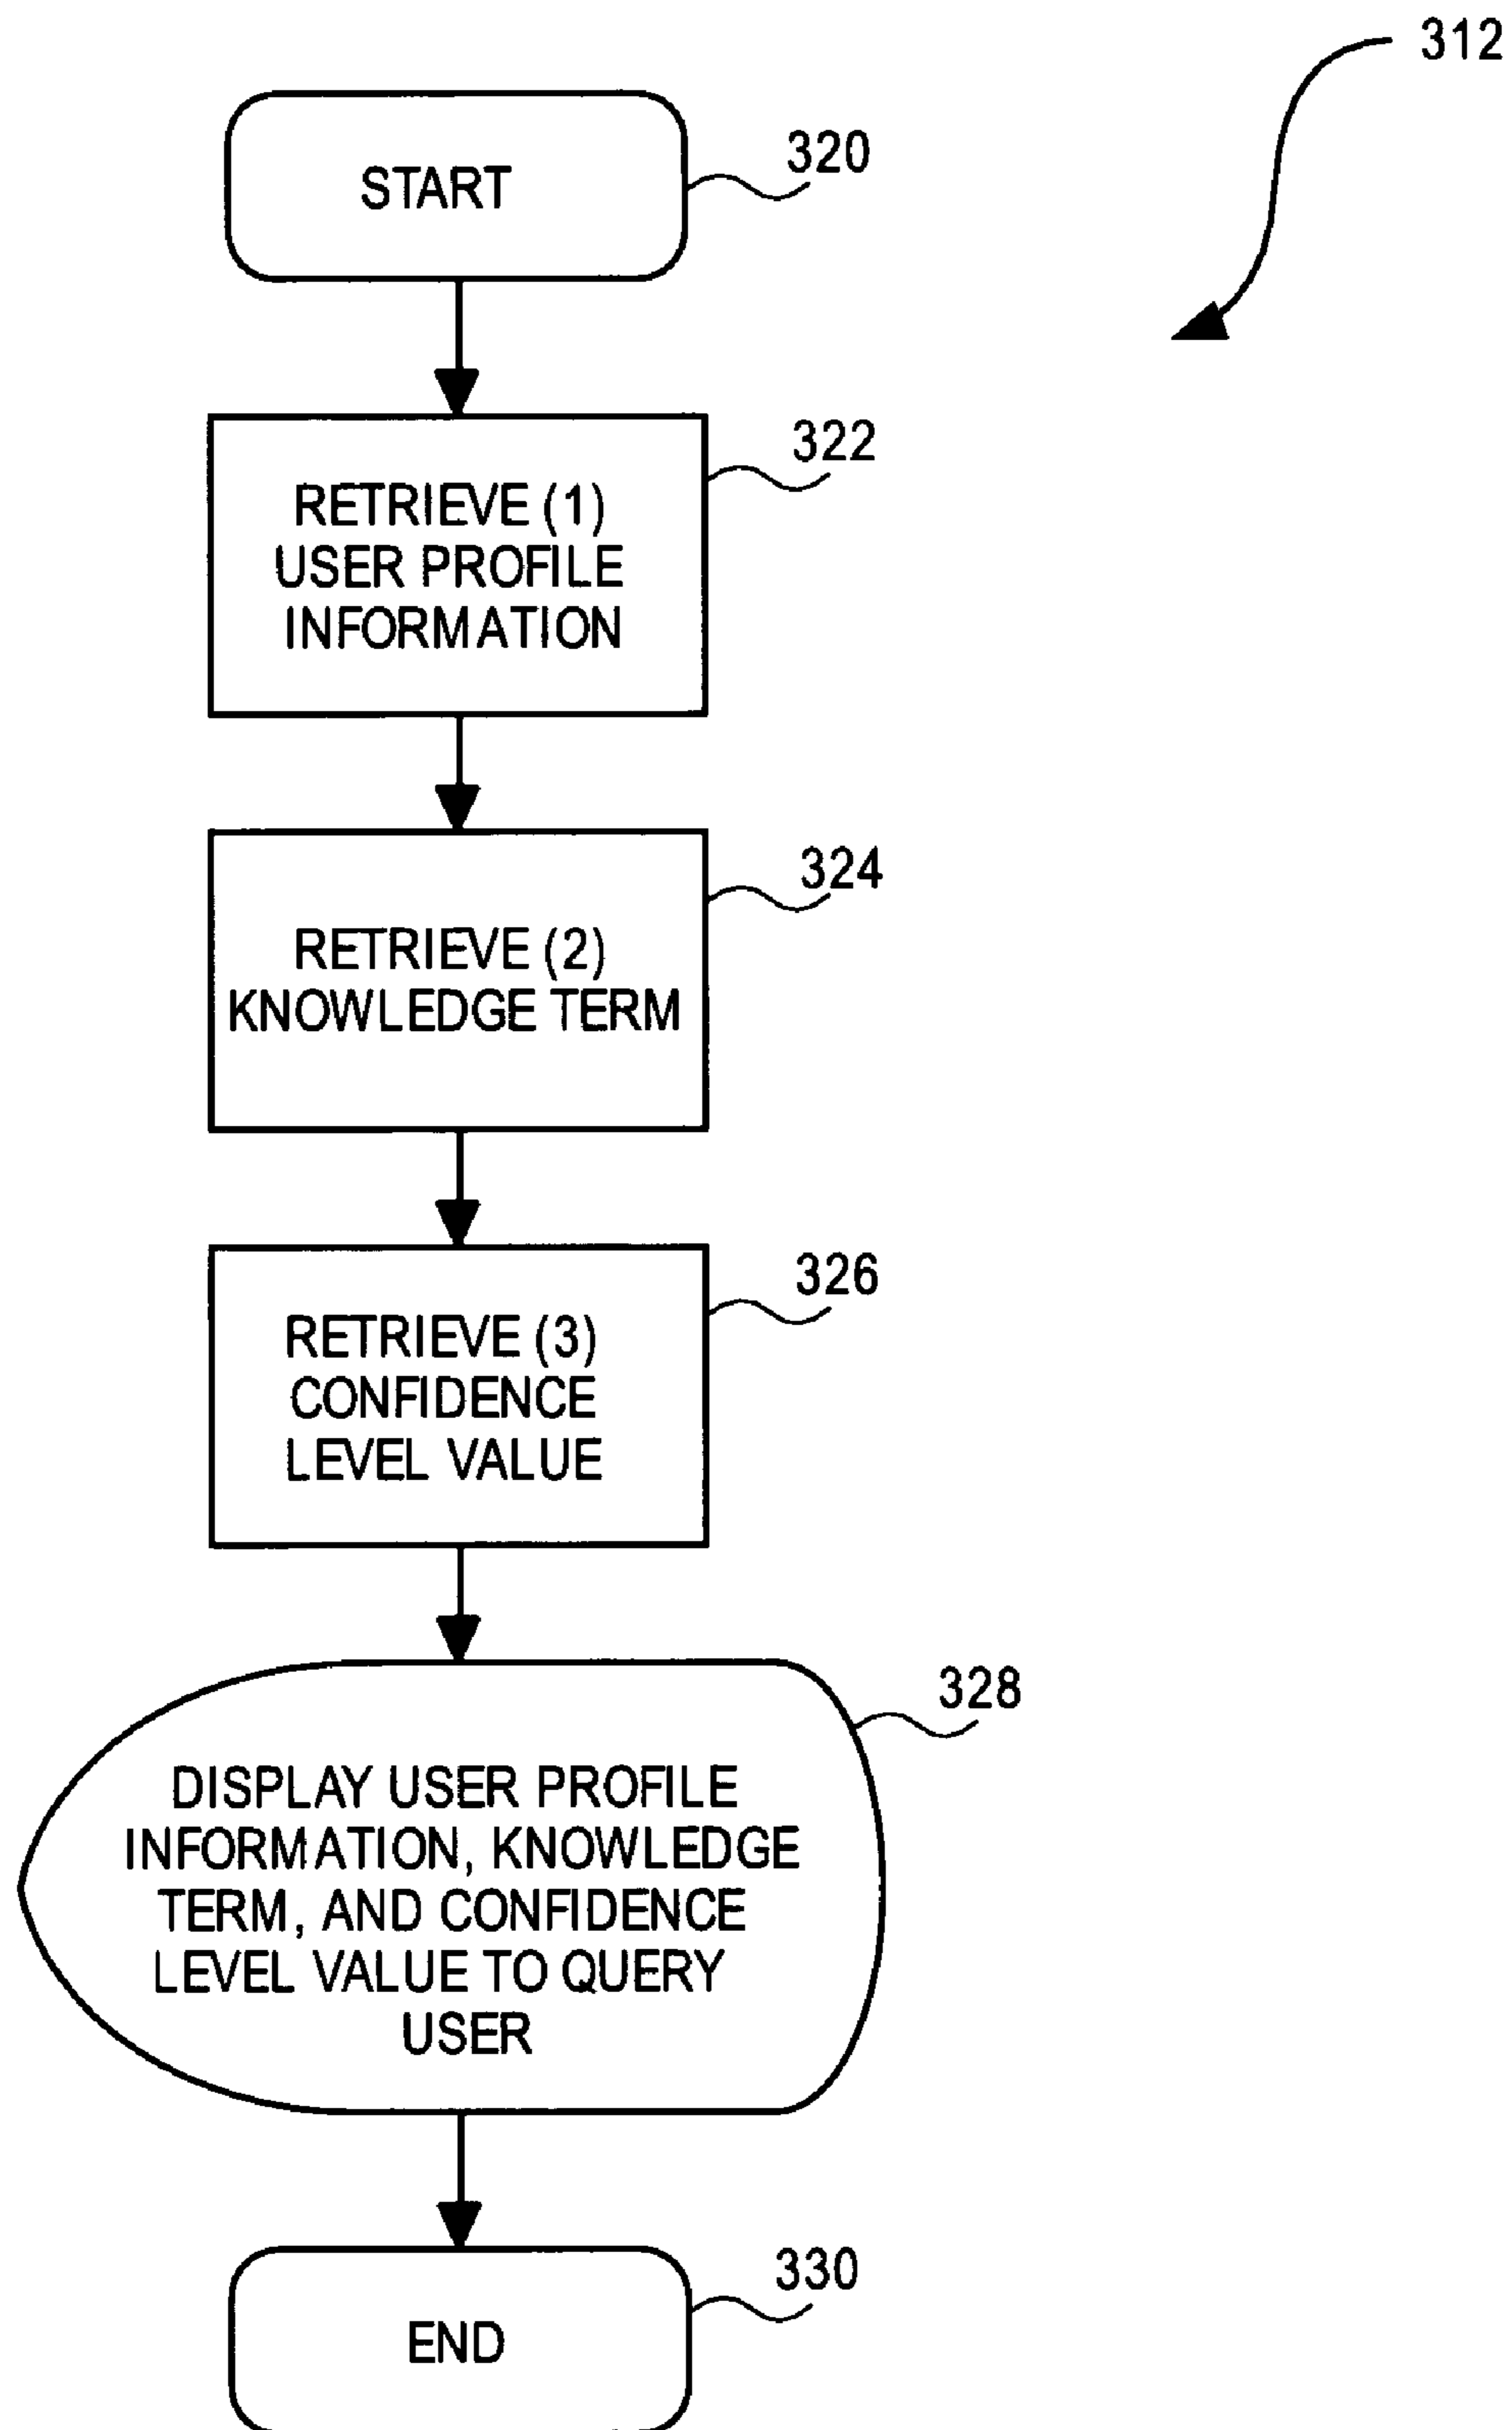 312
START
320
RETRIEVE (1)
USER PROFILE
INFORMATION
322
RETRIEVE (2)
KNOWLEDGE TERM
324
RETRIEVE (3)
CONFIDENCE
LEVEL VALUE
326
DISPLAY USER PROFILE
INFORMATION, KNOWLEDGE
TERM, AND CONFIDENCE
LEVEL VALUE TO QUERY
USER
328
END
330